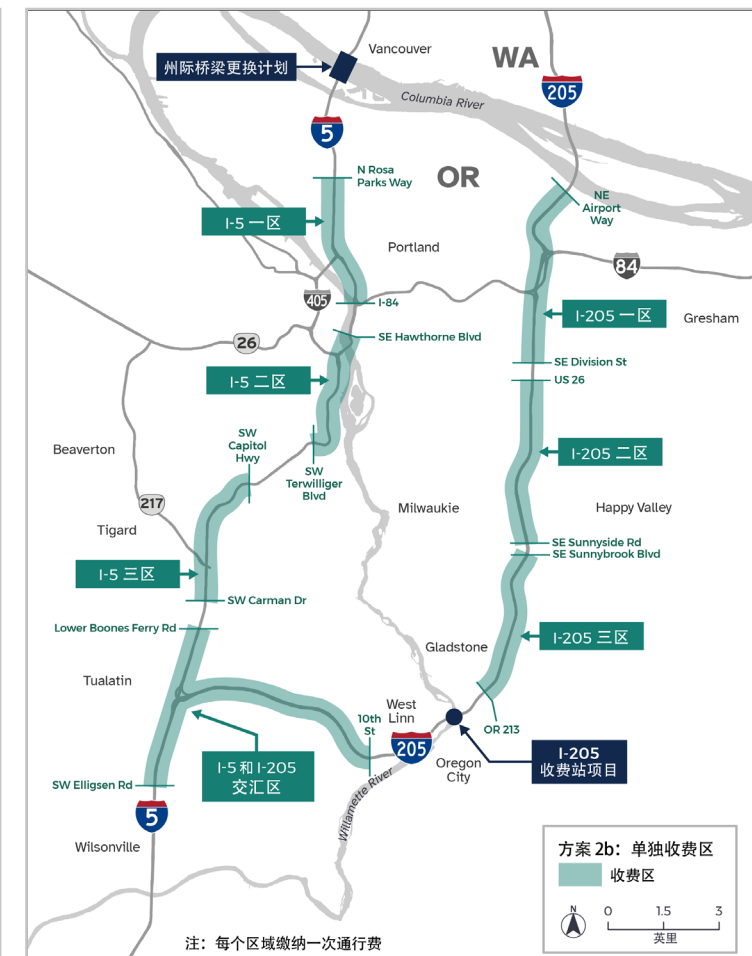 Vancouver
WA
州际桥梁更换计划
205
Columbia River
5
N Rosa
Parks Way
OR
NE
Airport
Way
I-5 一区
Portland
84
405
I-84
I-205 一区
Gresham
26
SE Hawthorne Blvd
SE Division St
US 26
I-5 二区
SW
Capitol
Hwy
Beaverton
I-205 二区
SW
Terwilliger
Blvd
217
Milwaukie
Happy Valley
Tigard
SE Sunnyside Rd
SE Sunnybrook Blvd
I-5 三区
SW Carman Dr
Lower Boones Ferry Rd
I-205 三区
Gladstone
Tualatin
West
Linn
10th
St
OR 213
205
I-5 和 I-205
交汇区
Oregon
City
I-205
收费站项目
SW Elligsen Rd
Willamette River
5
Wilsonville
方案 2b：单独收费区
收费区
N
0 1.5 3
英里
注：每个区域缴纳一次通行费